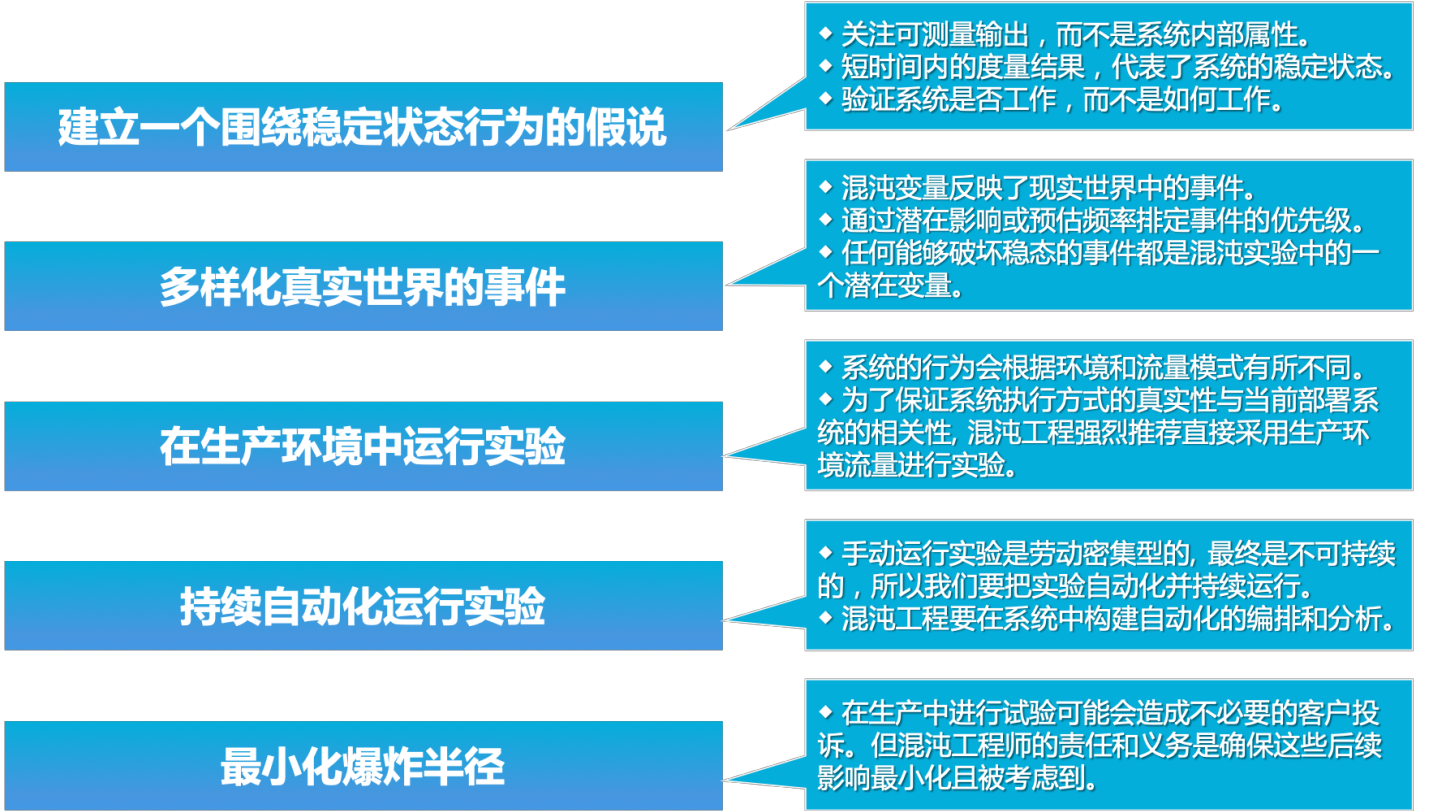 建立一个围绕稳定状态行为的假说
◆ 关注可测量输出，而不是系统内部属性。
◆ 短时间内的度量结果，代表了系统的稳定状态。
◆ 验证系统是否工作，而不是如何工作。
多样化真实世界的事件
◆ 混沌变量反映了现实世界中的事件。
◆ 通过潜在影响或预估频率排定事件的优先级。
◆ 任何能够破坏稳态的事件都是混沌实验中的一
个潜在变量。
在生产环境中运行实验
◆ 系统的行为会根据环境和流量模式有所不同。
◆ 为了保证系统执行方式的真实性与当前部署系
统的相关性, 混沌工程强烈推荐直接采用生产环
境流量进行实验。
持续自动化运行实验
◆ 手动运行实验是劳动密集型的, 最终是不可持续
的，所以我们要把实验自动化并持续运行。
◆ 混沌工程要在系统中构建自动化的编排和分析。
最小化爆炸半径
◆ 在生产中进行试验可能会造成不必要的客户投
诉。但混沌工程师的责任和义务是确保这些后续
影响最小化且被考虑到。